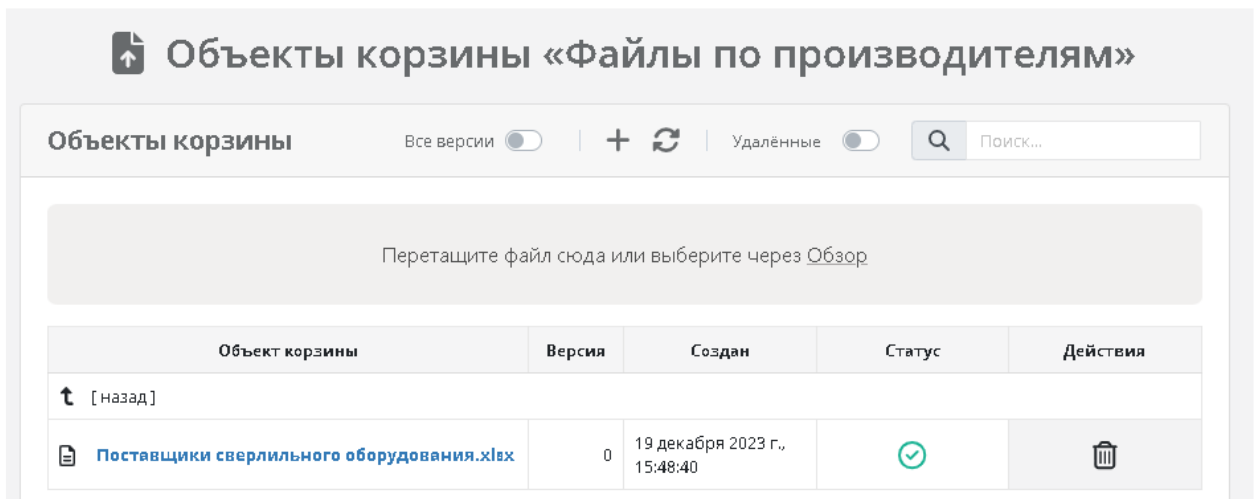 Объекты корзины «Файлы по производителям»
Объекты корзины Все версии Удалённые Поиск...
Перетащите файл сюда или выберите через Обзор
Объект корзины Версия Создан Статус Действия
[назад]
Поставщики сверлильного оборудования.xlsx 0 19 декабря 2023 г.,
15:48:40